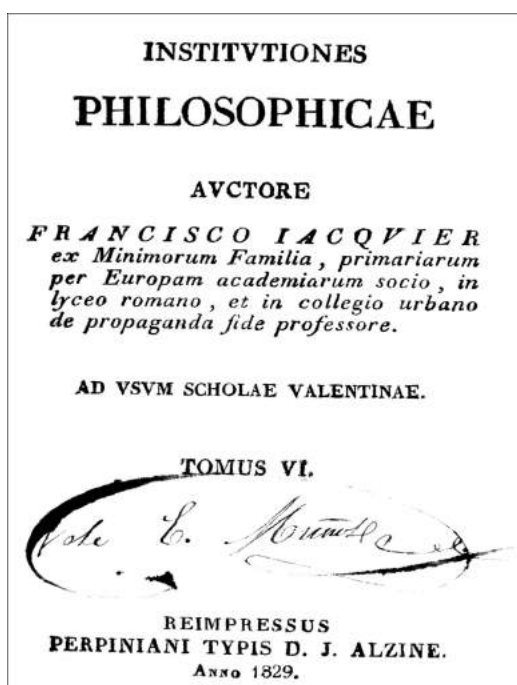 INSTITVTIONES
PHILOSOPHICAE
AVCTORE
FRANCISCO IACQVIER
ex Minimorum Familia, primariarum
per Europam academiarum socio, in
lyceo romano, et in collegio urbano
de propaganda fide professore.
AD VSVM SCHOLAE VALENTINAE.
TOMUS VI.
de E.
REIMPRESSUS
PERPINIANI TYPIS D. J. ALZINE.
ANNO 1829.